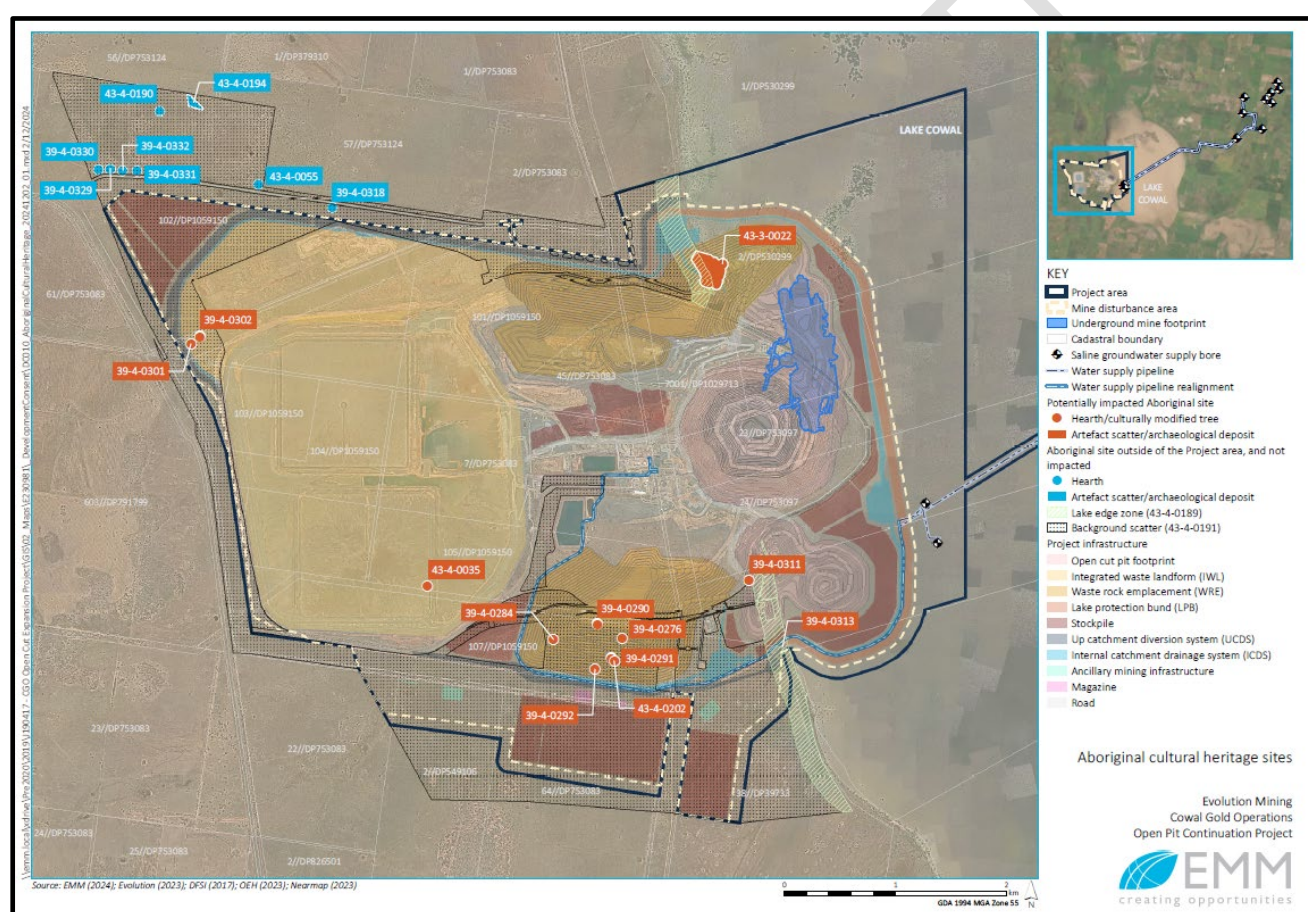 56//DP753124
1//DP379310
1//DP753083
1//DP530299
43-4-0194
43-4-0190
LAKE COWAL
57//DP753124
2//DP753083
39-4-0330
39-4-0332
39-4-0329
39-4-0331
43-4-0055
39-4-0318
102//DP1059150
43-3-0022
2//DP530299
61//DP753083
39-4-0302
101//DP1059150
39-4-0301
45//DP753083
7001//DP1029713
103//DP1059150
23//DP753097
104//DP1059150
7//DP753083
24//DP753097
105//DP1059150
43-4-0035
39-4-0311
39-4-0284
39-4-0290
39-4-0276
39-4-0313
107//DP1059150
39-4-0291
39-4-0292
43-4-0202
23//DP753083
22//DP753083
2//DP549106
64//DP753083
38//DP39733
24//DP753083
25//DP753083
2//DP826501
Source: EMM (2024); Evolution (2023); DFSI (2017); OEH (2023); Nearmap (2023)
0 1 2
km
GDA 1994 MGA Zone 55
N
LAKE
COWAL
KEY
Project area
Mine disturbance area
Underground mine footprint
Cadastral boundary
Saline groundwater supply bore
Water supply pipeline
Water supply pipeline realignment
Potentially impacted Aboriginal site
Hearth/culturally modified tree
Artefact scatter/archaeological deposit
Aboriginal site outside of the Project area, and not
impacted
Hearth
Artefact scatter/archaeological deposit
Lake edge zone (43-4-0189)
Background scatter (43-4-0191)
Project infrastructure
Open cut pit footprint
Integrated waste landform (IWL)
Waste rock emplacement (WRE)
Lake protection bund (LPB)
Stockpile
Up catchment diversion system (UCDS)
Internal catchment drainage system (ICDS)
Ancillary mining infrastructure
Magazine
Road
Aboriginal cultural heritage sites
Evolution Mining
Cowal Gold Operations
Open Pit Continuation Project
EMM
creating opportunities